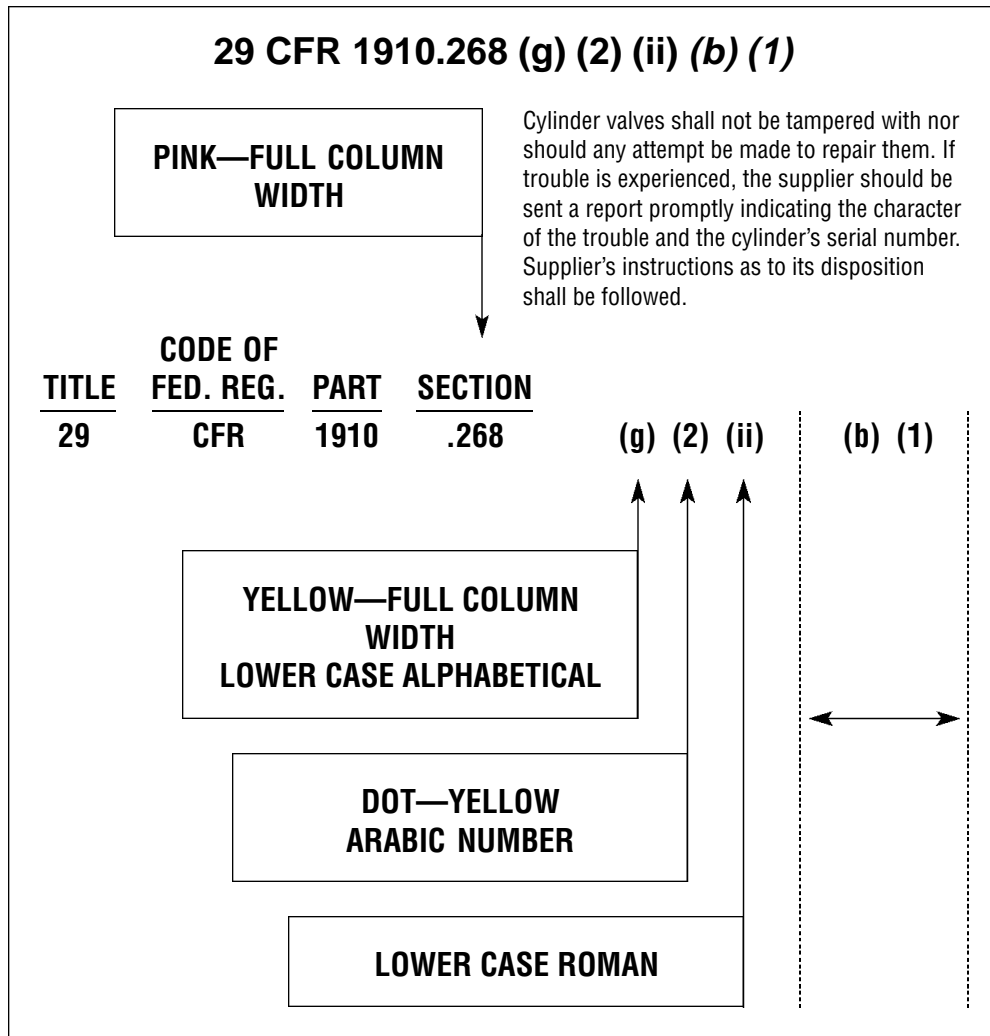 29 CFR 1910.268 (g) (2) (ii) (b) (1)
PINK—FULL COLUMN
WIDTH
Cylinder valves shall not be tampered with nor
should any attempt be made to repair them. If
trouble is experienced, the supplier should be
sent a report promptly indicating the character
of the trouble and the cylinder’s serial number.
Supplier’s instructions as to its disposition
shall be followed.
CODE OF
TITLE FED. REG. PART SECTION
29 CFR 1910 .268 (g) (2) (ii) (b) (1)
YELLOW—FULL COLUMN
WIDTH
LOWER CASE ALPHABETICAL
DOT—YELLOW
ARABIC NUMBER
LOWER CASE ROMAN